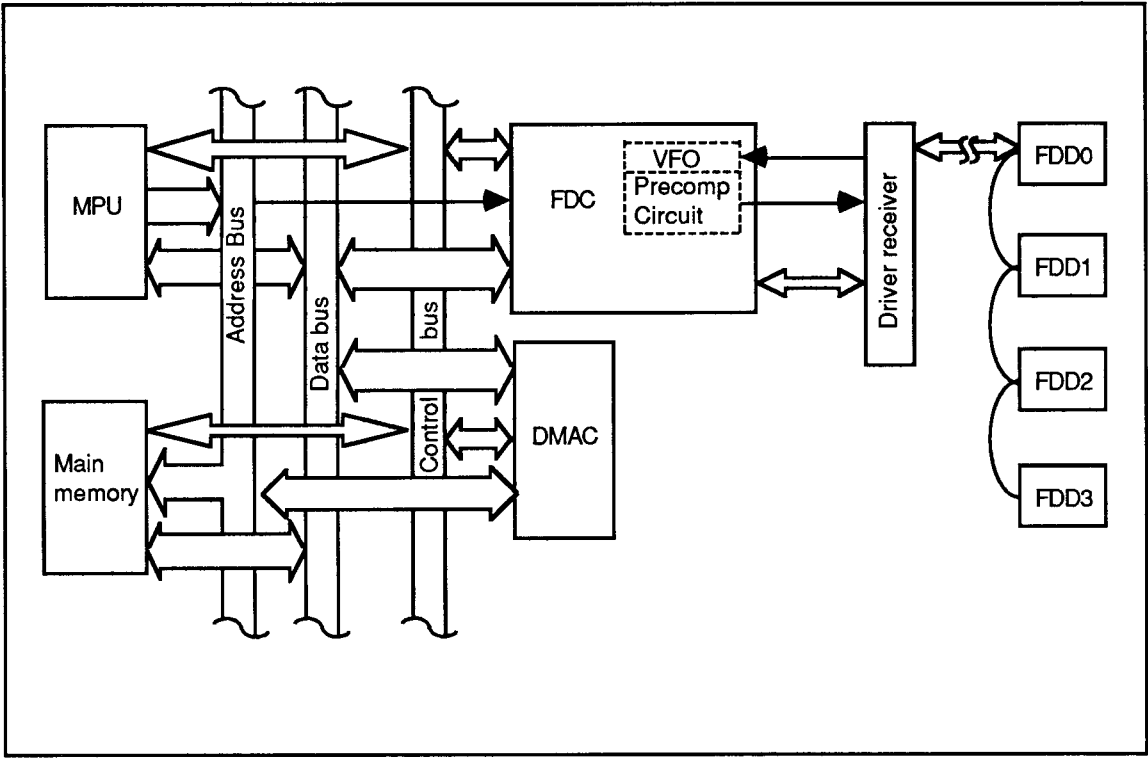 MPU
Address Bus
Data bus
Control bus
FDC
VFO
Precomp
Circuit
Driver receiver
FDD0
FDD1
FDD2
FDD3
Main
memory
DMAC